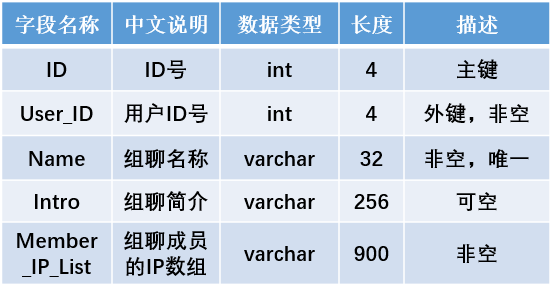 字段名称 中文说明 数据类型 长度 描述
ID ID号 int 4 主键
User_ID 用户ID号 int 4 外键，非空
Name 组聊名称 varchar 32 非空，唯一
Intro 组聊简介 varchar 256 可空
Member
_IP_List 组聊成员
的IP数组 varchar 900 非空